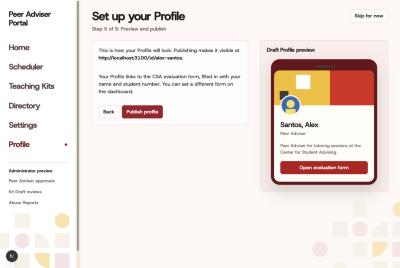 Peer Adviser
Portal
Home
Scheduler
Teaching Kits
Directory
Settings
Profile
Administrator preview
Peer Adviser approvals
Kit Draft reviews
Abuse Reports
N
Set up your Profile
Step 5 of 5: Preview and publish
Skip for now
This is how your Profile will look. Publishing makes it visible at
http://localhost:3100/id/alex-santos.
Your Profile links to the CSA evaluation form, filled in with your
name and student number. You can set a different form on
the dashboard.
Back
Publish profile
Draft Profile preview
Santos, Alex
Peer Adviser
Peer Adviser for tutoring sessions at the
Center for Student Advising.
Open evaluation form